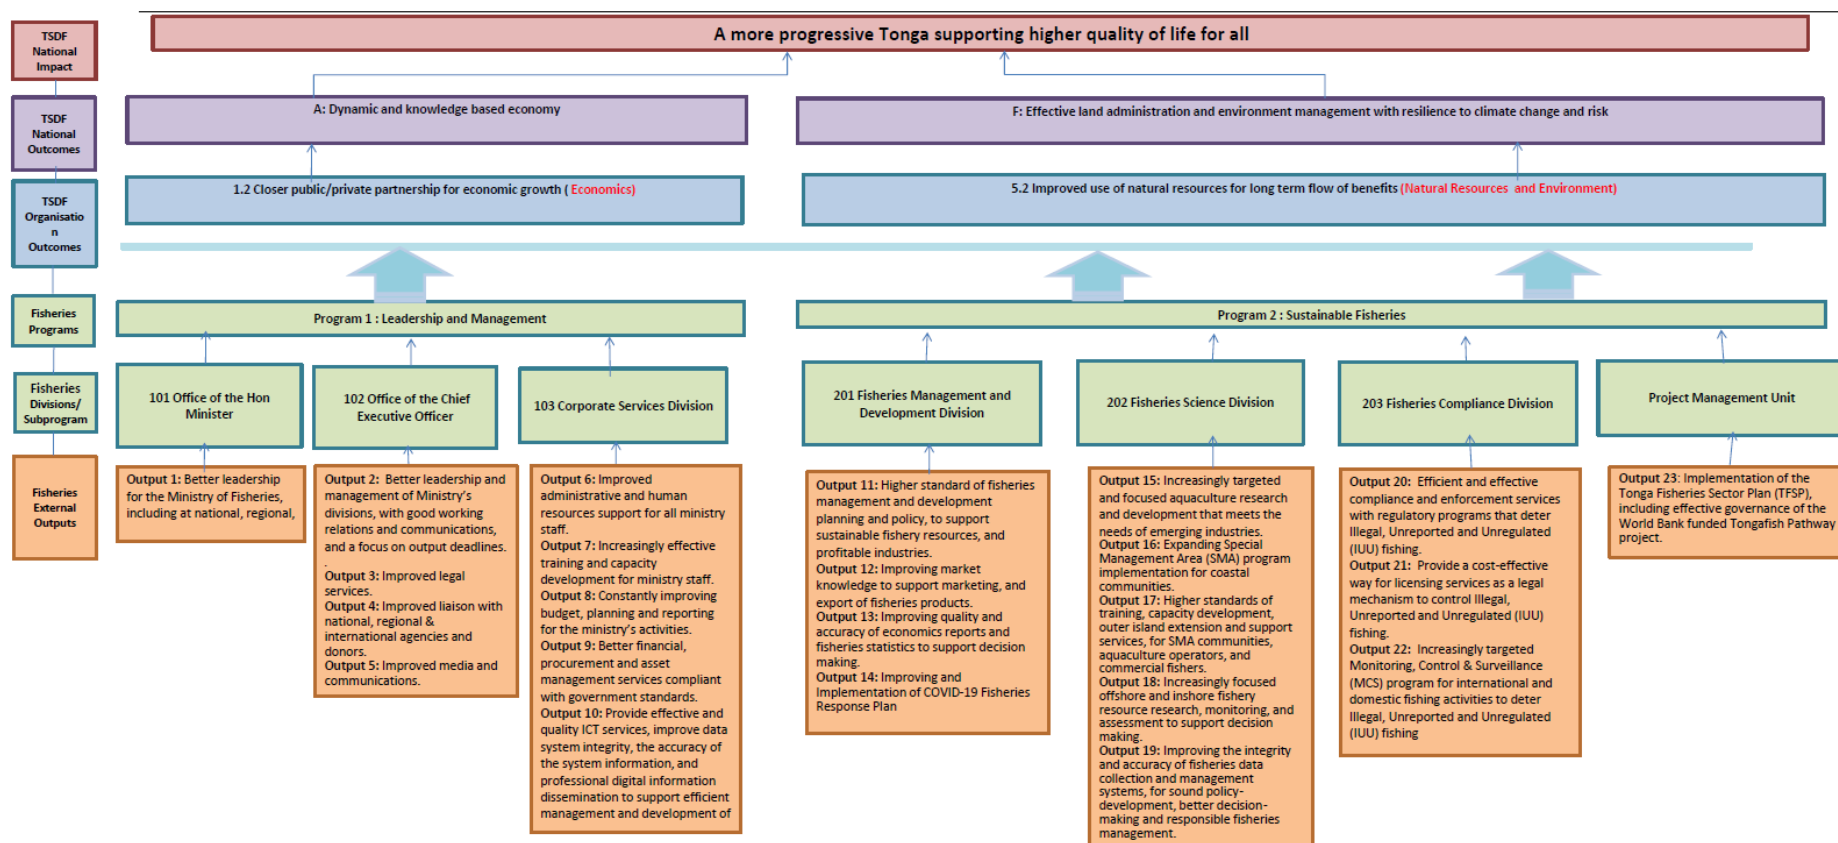 TSDF
National
Impact
A more progressive Tonga supporting higher quality of life for all
TSDF
National
Outcomes
A: Dynamic and knowledge based economy
F: Effective land administration and environment management with resilience to climate change and risk
TSDF
Organisatio
n
Outcomes
1.2 Closer public/private partnership for economic growth ( Economics)
5.2 Improved use of natural resources for long term flow of benefits (Natural Resources and Environment)
Fisheries
Programs
Program 1 : Leadership and Management
Program 2 : Sustainable Fisheries
Fisheries
Divisions/
Subprogram
101 Office of the Hon
Minister
102 Office of the Chief
Executive Officer
103 Corporate Services Division
201 Fisheries Management and
Development Division
202 Fisheries Science Division
203 Fisheries Compliance Division
Project Management Unit
Fisheries
External
Outputs
Output 1: Better leadership
for the Ministry of Fisheries,
including at national, regional,
Output 2: Better leadership and
management of Ministry's
divisions, with good working
relations and communications,
and a focus on output deadlines.
.
Output 3: Improved legal
services.
Output 4: Improved liaison with
national, regional &
international agencies and
donors.
Output 5: Improved media and
communications.
Output 6: Improved
administrative and human
resources support for all ministry
staff.
Output 7: Increasingly effective
training and capacity
development for ministry staff.
Output 8: Constantly improving
budget, planning and reporting
for the ministry's activities.
Output 9: Better financial,
procurement and asset
management services compliant
with government standards.
Output 10: Provide effective and
quality ICT services, improve data
system integrity, the accuracy of
the system information, and
professional digital information
dissemination to support efficient
management and development of
Output 11: Higher standard of fisheries
management and development
planning and policy, to support
sustainable fishery resources, and
profitable industries.
Output 12: Improving market
knowledge to support marketing, and
export of fisheries products.
Output 13: Improving quality and
accuracy of economics reports and
fisheries statistics to support decision
making.
Output 14: Improving and
Implementation of COVID-19 Fisheries
Response Plan
Output 15: Increasingly targeted
and focused aquaculture research
and development that meets the
needs of emerging industries.
Output 16: Expanding Special
Management Area (SMA) program
implementation for coastal
communities.
Output 17: Higher standards of
training, capacity development,
outer island extension and support
services, for SMA communities,
aquaculture operators, and
commercial fishers.
Output 18: Increasingly focused
offshore and inshore fishery
resource research, monitoring, and
assessment to support decision
making.
Output 19: Improving the integrity
and accuracy of fisheries data
collection and management
systems, for sound policy-
development, better decision-
making and responsible fisheries
management.
Output 20: Efficient and effective
compliance and enforcement services
with regulatory programs that deter
Illegal, Unreported and Unregulated
(IUU) fishing.
Output 21: Provide a cost-effective
way for licensing services as a legal
mechanism to control Illegal,
Unreported and Unregulated (IUU)
fishing.
Output 22: Increasingly targeted
Monitoring, Control & Surveillance
(MCS) program for international and
domestic fishing activities to deter
Illegal, Unreported and Unregulated
(IUU) fishing
Output 23: Implementation of the
Tonga Fisheries Sector Plan (TFSP),
including effective governance of the
World Bank funded Tongafish Pathway
project.